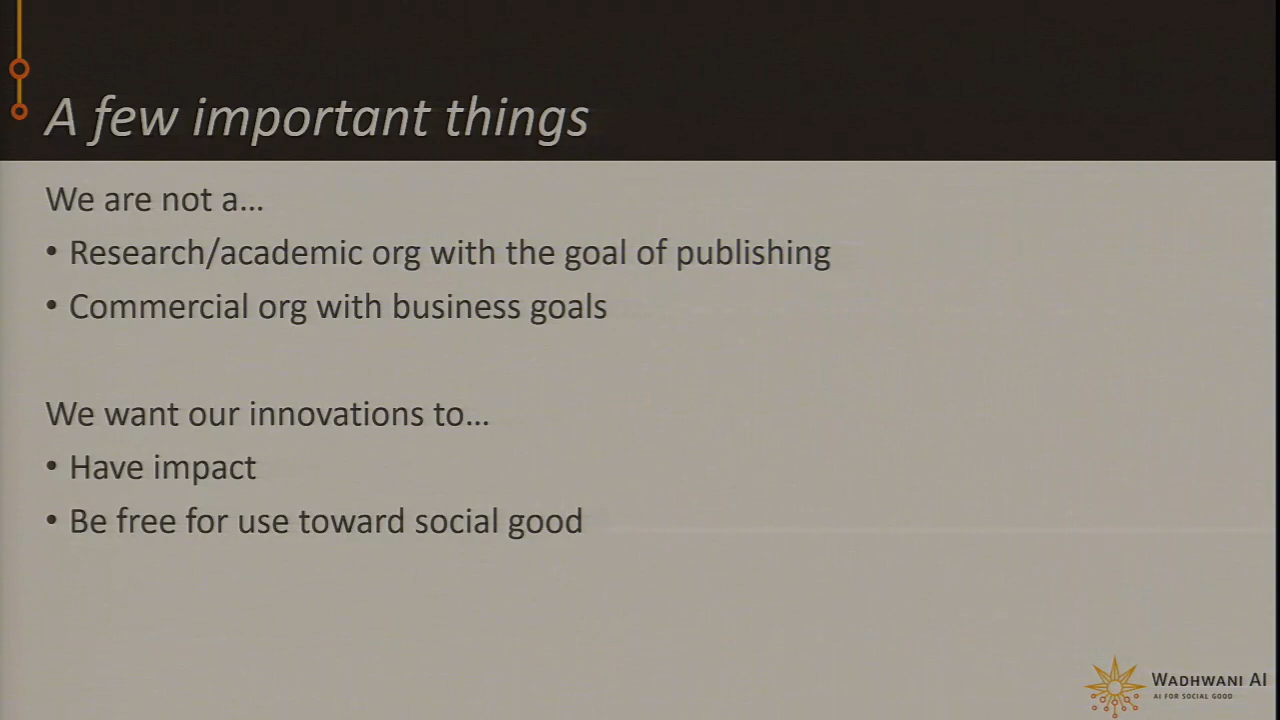 A few important things
We are not a...
• Research/academic org with the goal of publishing
• Commercial org with business goals
We want our innovations to...
• Have impact
• Be free for use toward social good
WADHWANI AI
AI FOR SOCIAL GOOD